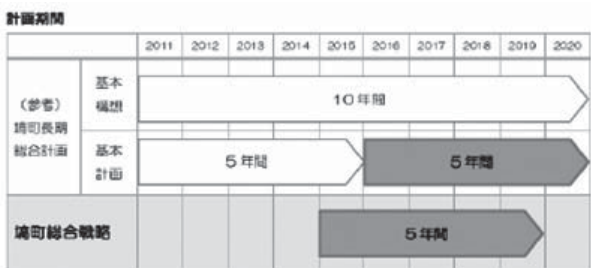 計画期間
2011 2012 2013 2014 2015 2016 2017 2018 2019 2020
(参考)
塙町長期
総合計画
基本
構想
10年間
基本
計画
5年間
5年間
塙町総合戦略
5年間